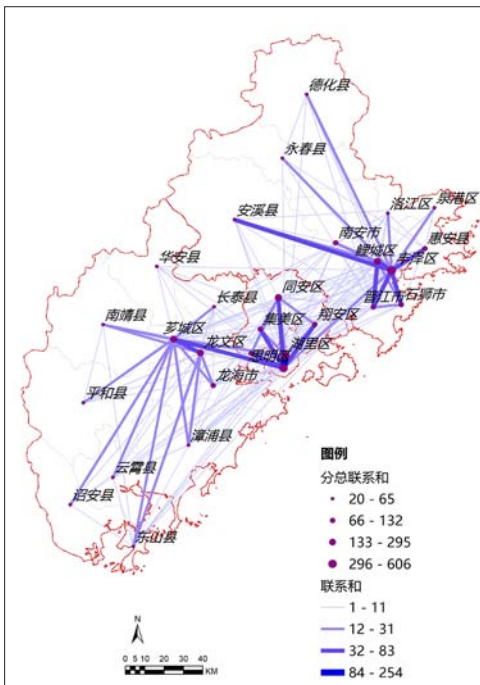 德化县
永春县
安溪县
洛江区
泉港区
南安市
惠安县
鲤城区
丰泽区
华安县
晋江市
石狮市
同安区
长泰县
南靖县
集美区
翔安区
芗城区
龙文区
湖里区
思明区
龙海市
平和县
漳浦县
云霄县
诏安县
东山县
图例
分总联系和
20 - 65
66 - 132
133 - 295
296 - 606
联系和
1 - 11
12 - 31
32 - 83
84 - 254
N
0 5 10 20 30 40
KM